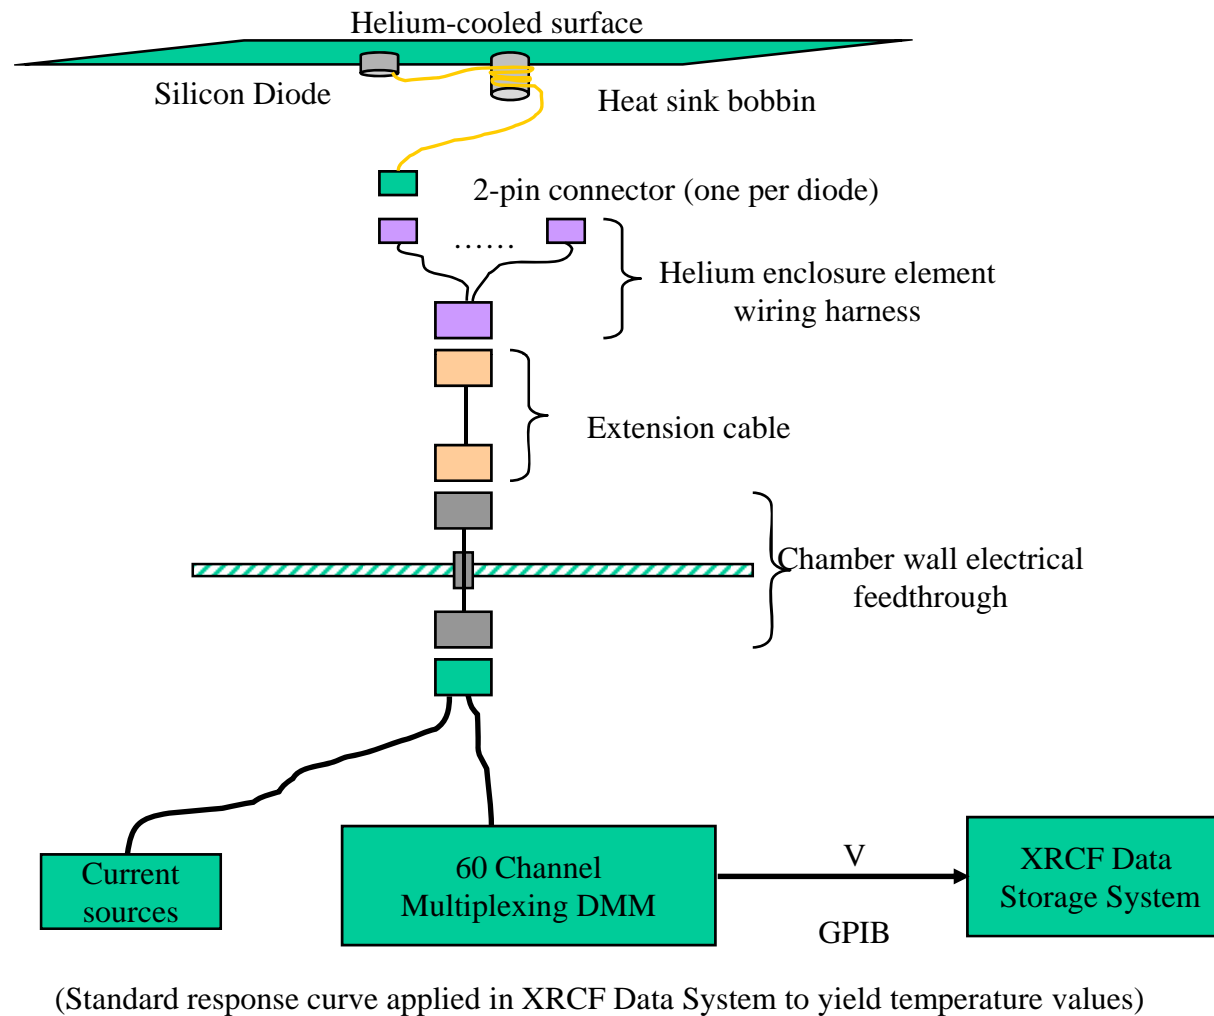 Helium-cooled surface
Silicon Diode
Heat sink bobbin
2-pin connector (one per diode)
......
Helium enclosure element
wiring harness
Extension cable
Chamber wall electrical
feedthrough
Current
sources
60 Channel
Multiplexing DMM
V
GPIB
XRCF Data
Storage System
(Standard response curve applied in XRCF Data System to yield temperature values)